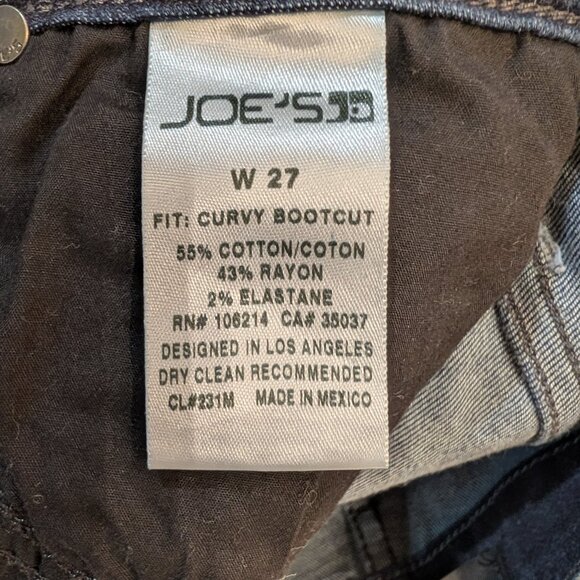 JOE'S
W 27
FIT: CURVY BOOTCUT
55% COTTON/COTON
43% RAYON
2% ELASTANE
RN# 106214 CA# 35037
DESIGNED IN LOS ANGELES
DRY CLEAN RECOMMENDED
CL#231M MADE IN MEXICO